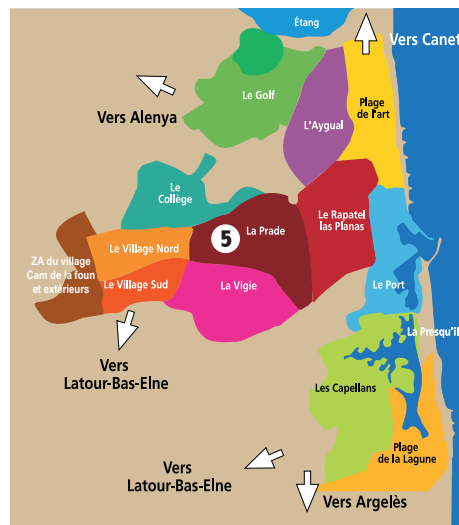 Étang
Vers Canet
Le Golf
Plage
de l'art
Vers Alenya
L'Aygual
Le
Collège
Le Rapatel
las Planas
5
La Prade
Le Village Nord
ZA du village
Cam de la foun
et extérieurs
Le Village Sud
La Vigie
Le Port
La Presqu'îl
Vers
Latour-Bas-Elne
Les Capellans
Plage
de la Lagune
Vers
Latour-Bas-Elne
Vers Argelès